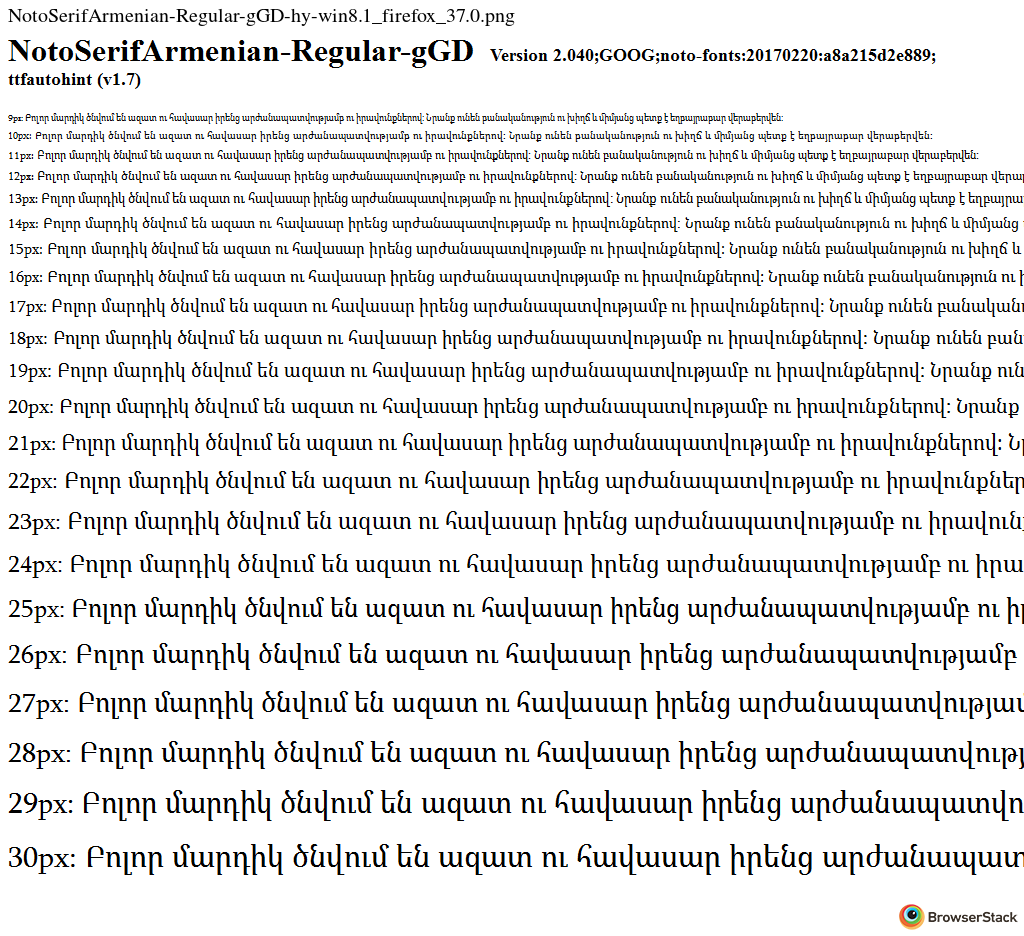 NotoSerifArmenian-Regular-gGD-hy-win8.1_firefox_37.0.png
NotoSerifArmenian-Regular-gGD Version 2.040;GOOG;noto-fonts:20170220:a8a215d2e889;
ttfautohint (v1.7)
9px: Բոլոր մարդիկ ծնվում են ազատ ու հավասար իրենց արժանապատվությամբ ու իրավունքներով: Նրանք ունեն բանականություն ու խիղճ և միմյանց պետք է եղբայրաբար վերաբերվեն:
10px: Բոլոր մարդիկ ծնվում են ազատ ու հավասար իրենց արժանապատվությամբ ու իրավունքներով: Նրանք ունեն բանականություն ու խիղճ և միմյանց պետք է եղբայրաբար վերաբերվեն:
11px: Բոլոր մարդիկ ծնվում են ազատ ու հավասար իրենց արժանապատվությամբ ու իրավունքներով: Նրանք ունեն բանականություն ու խիղճ և միմյանց պետք է եղբայրաբար վերաբերվեն:
12px: Բոլոր մարդիկ ծնվում են ազատ ու հավասար իրենց արժանապատվությամբ ու իրավունքներով: Նրանք ունեն բանականություն ու խիղճ և միմյանց պետք է եղբայրաբար վերապ
13px: Բոլոր մարդիկ ծնվում են ազատ ու հավասար իրենց արժանապատվությամբ ու իրավունքներով: Նրանք ունեն բանականություն ու խիղճ և միմյանց պետք է եղբայրա
14px: Բոլոր մարդիկ ծնվում են ազատ ու հավասար իրենց արժանապատվությամբ ու իրավունքներով: Նրանք ունեն բանականություն ու խիղճ և միմյանց
15px: Բոլոր մարդիկ ծնվում են ազատ ու հավասար իրենց արժանապատվությամբ ու իրավունքներով: Նրանք ունեն բանականություն ու խիղճ և
16px: Բոլոր մարդիկ ծնվում են ազատ ու հավասար իրենց արժանապատվությամբ ու իրավունքներով: Նրանք ունեն բանականություն ու
17px: Բոլոր մարդիկ ծնվում են ազատ ու հավասար իրենց արժանապատվությամբ ու իրավունքներով: Նրանք ունեն բանական
18px: Բոլոր մարդիկ ծնվում են ազատ ու հավասար իրենց արժանապատվությամբ ու իրավունքներով: Նրանք ունեն բան
19px: Բոլոր մարդիկ ծնվում են ազատ ու հավասար իրենց արժանապատվությամբ ու իրավունքներով: Նրանք ուն
20px: Բոլոր մարդիկ ծնվում են ազատ ու հավասար իրենց արժանապատվությամբ ու իրավունքներով: Նրանք
21px: Բոլոր մարդիկ ծնվում են ազատ ու հավասար իրենց արժանապատվությամբ ու իրավունքներով: Նր
22px: Բոլոր մարդիկ ծնվում են ազատ ու հավասար իրենց արժանապատվությամբ ու իրավունքներ
23px: Բոլոր մարդիկ ծնվում են ազատ ու հավասար իրենց արժանապատվությամբ ու իրավուն
24px: Բոլոր մարդիկ ծնվում են ազատ ու հավասար իրենց արժանապատվությամբ ու իրա
25px: Բոլոր մարդիկ ծնվում են ազատ ու հավասար իրենց արժանապատվությամբ ու իր
26px: Բոլոր մարդիկ ծնվում են ազատ ու հավասար իրենց արժանապատվությամբ
27px: Բոլոր մարդիկ ծնվում են ազատ ու հավասար իրենց արժանապատվությամ
28px: Բոլոր մարդիկ ծնվում են ազատ ու հավասար իրենց արժանապատվությ
29px: Բոլոր մարդիկ ծնվում են ազատ ու հավասար իրենց արժանապատվո
30px: Բոլոր մարդիկ ծնվում են ազատ ու հավասար իրենց արժանապատ
BrowserStack